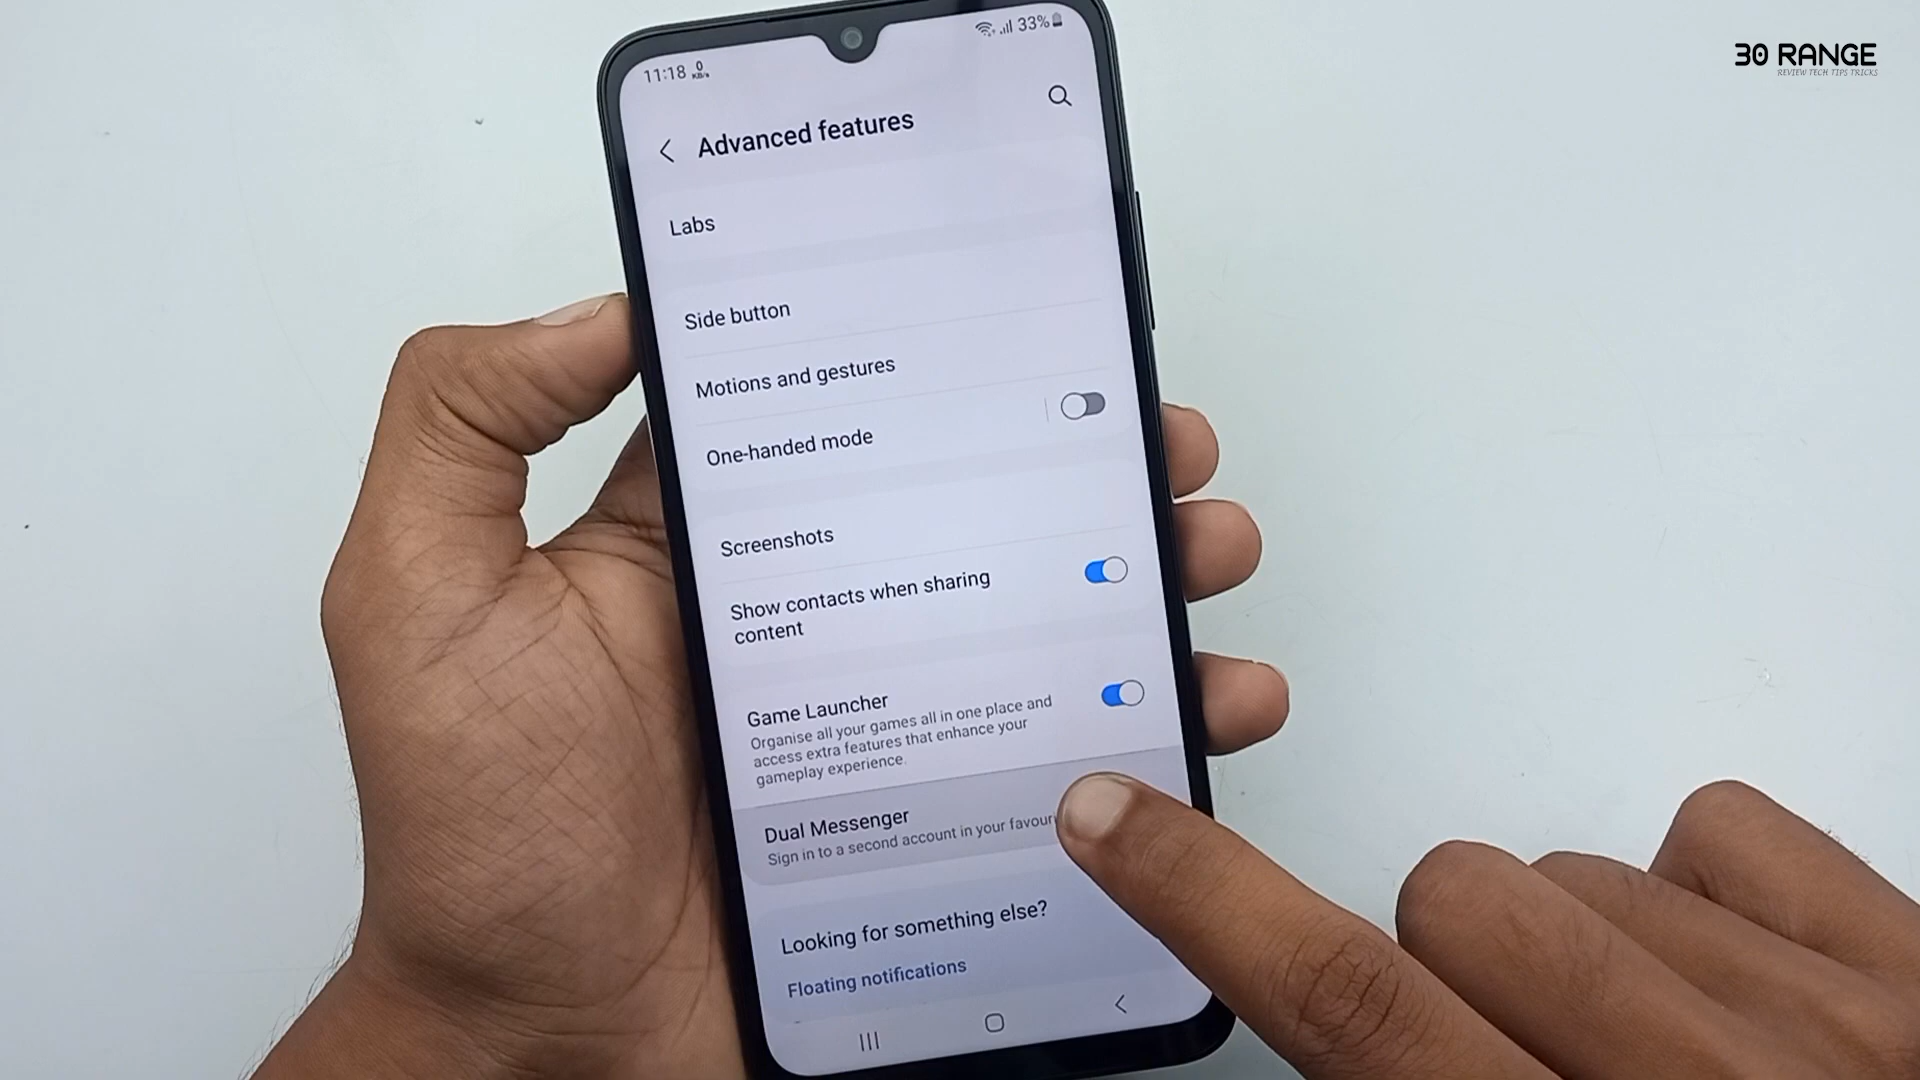 30 RANGE
REVIEW TECH TIPS TRICKS
11:18 0 KB/s
33%
Advanced features
Labs
Side button
Motions and gestures
One-handed mode
Screenshots
Show contacts when sharing
content
Game Launcher
Organise all your games all in one place and
access extra features that enhance your
gameplay experience.
Dual Messenger
Sign in to a second account in your favour
Looking for something else?
Floating notifications